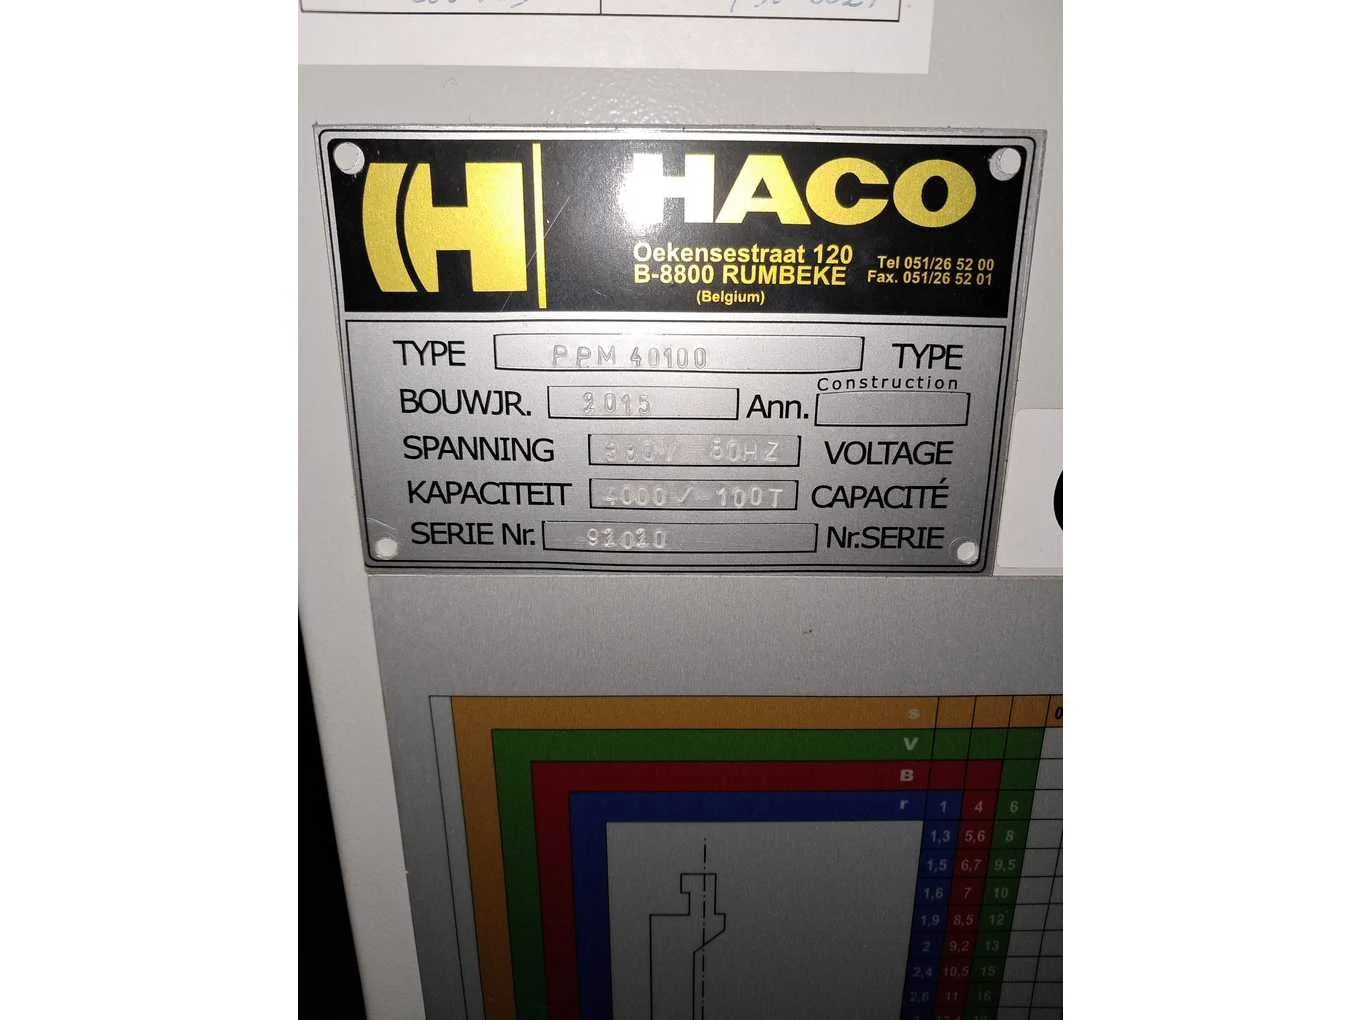 HACO
Oekensestraat 120
B-8800 RUMBEKE
(Belgium)
Tel 051/26 52 00
Fax. 051/26 52 01
TYPE PPM 40100 TYPE
BOUWJR. 2015 Ann. Construction
SPANNING 50HZ VOLTAGE
KAPACITEIT 4000/ 100T CAPACITÉ
SERIE Nr. 91010 Nr.SERIE
s 0
V
B
r 1 4 6
1,3 5,6 8
1,5 6,7 9,5
1,6 7 10
1,9 8,5 12
2 9,2 13
2,4 10,5 15
2,6 11 16